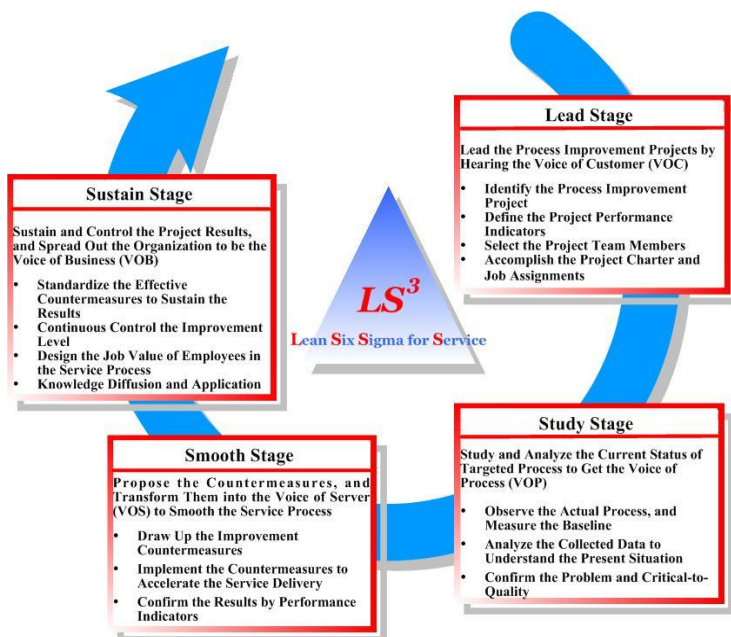 Lead Stage
Lead the Process Improvement Projects by
Hearing the Voice of Customer (VOC)
• Identify the Process Improvement
Project
• Define the Project Performance
Indicators
• Select the Project Team Members
• Accomplish the Project Charter and
Job Assignments
Study Stage
Study and Analyze the Current Status of
Targeted Process to Get the Voice of
Process (VOP)
• Observe the Actual Process, and
Measure the Baseline
• Analyze the Collected Data to
Understand the Present Situation
• Confirm the Problem and Critical-to-
Quality
Smooth Stage
Propose the Countermeasures, and
Transform Them into the Voice of Server
(VOS) to Smooth the Service Process
• Draw Up the Improvement
Countermeasures
• Implement the Countermeasures to
Accelerate the Service Delivery
• Confirm the Results by Performance
Indicators
Sustain Stage
Sustain and Control the Project Results,
and Spread Out the Organization to be the
Voice of Business (VOB)
• Standardize the Effective
Countermeasures to Sustain the
Results
• Continuous Control the Improvement
Level
• Design the Job Value of Employees in
the Service Process
• Knowledge Diffusion and Application
LS³
Lean Six Sigma for Service